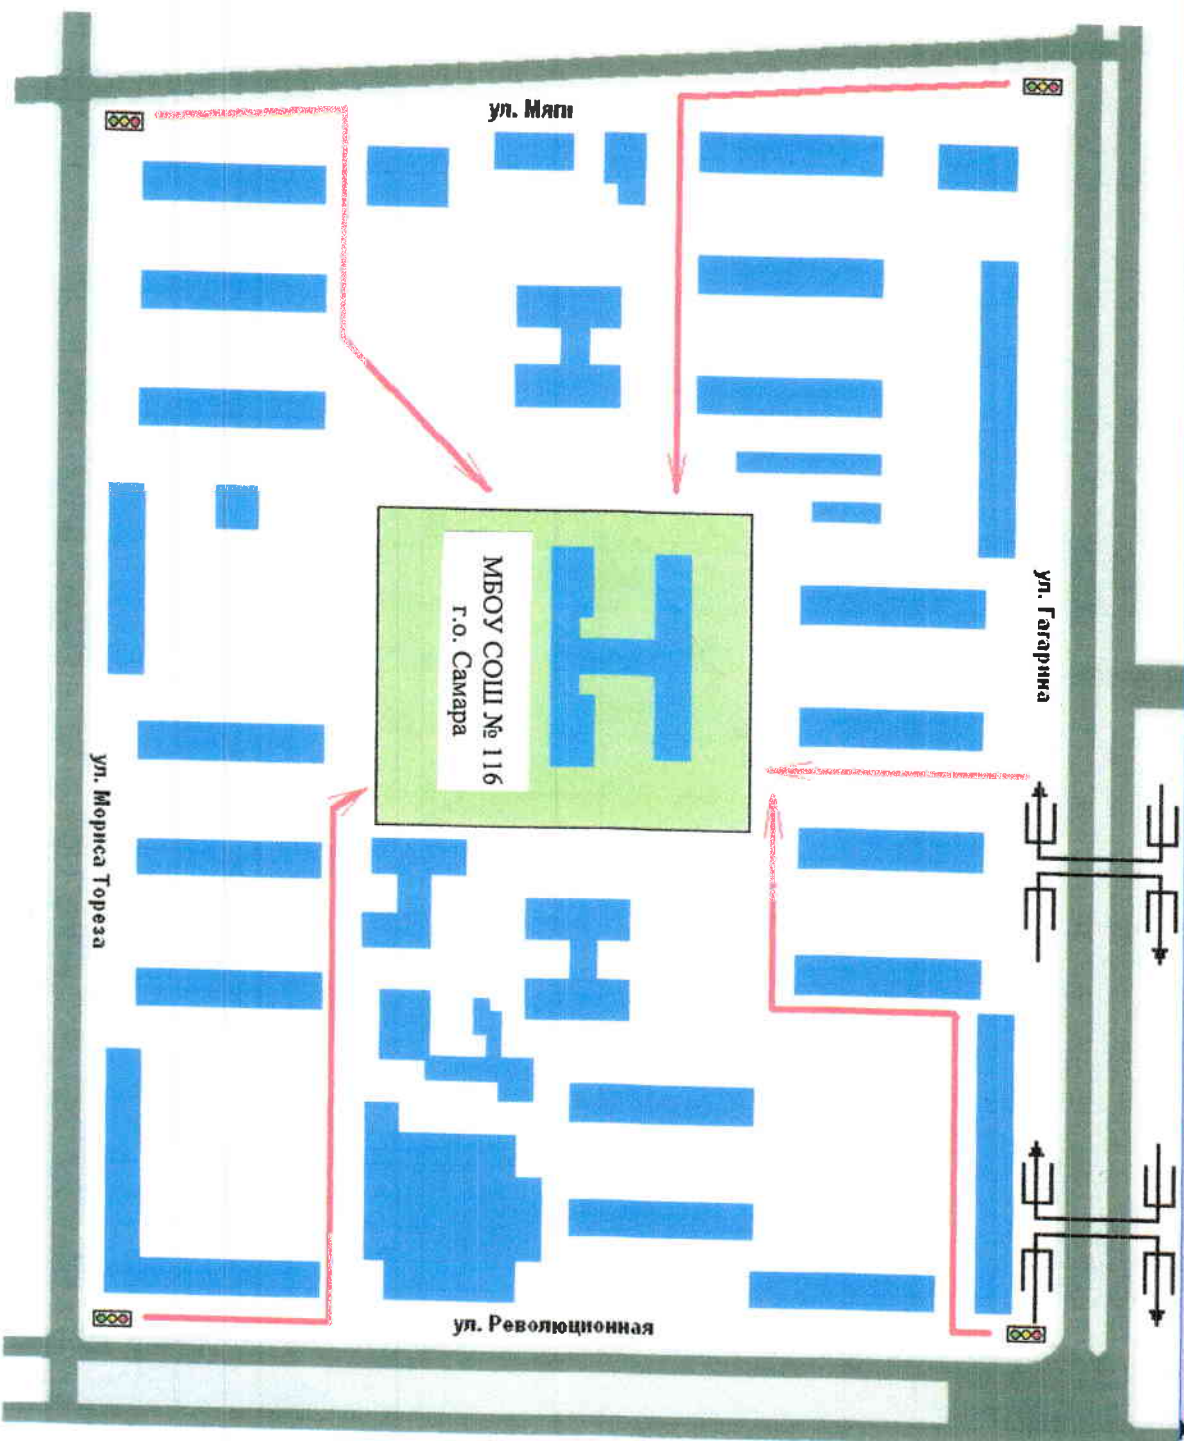 ул. Мяги
ул. Гагарина
МБОУ СОШ № 116
г.о. Самара
ул. Мориса Тореза
ул. Революционная